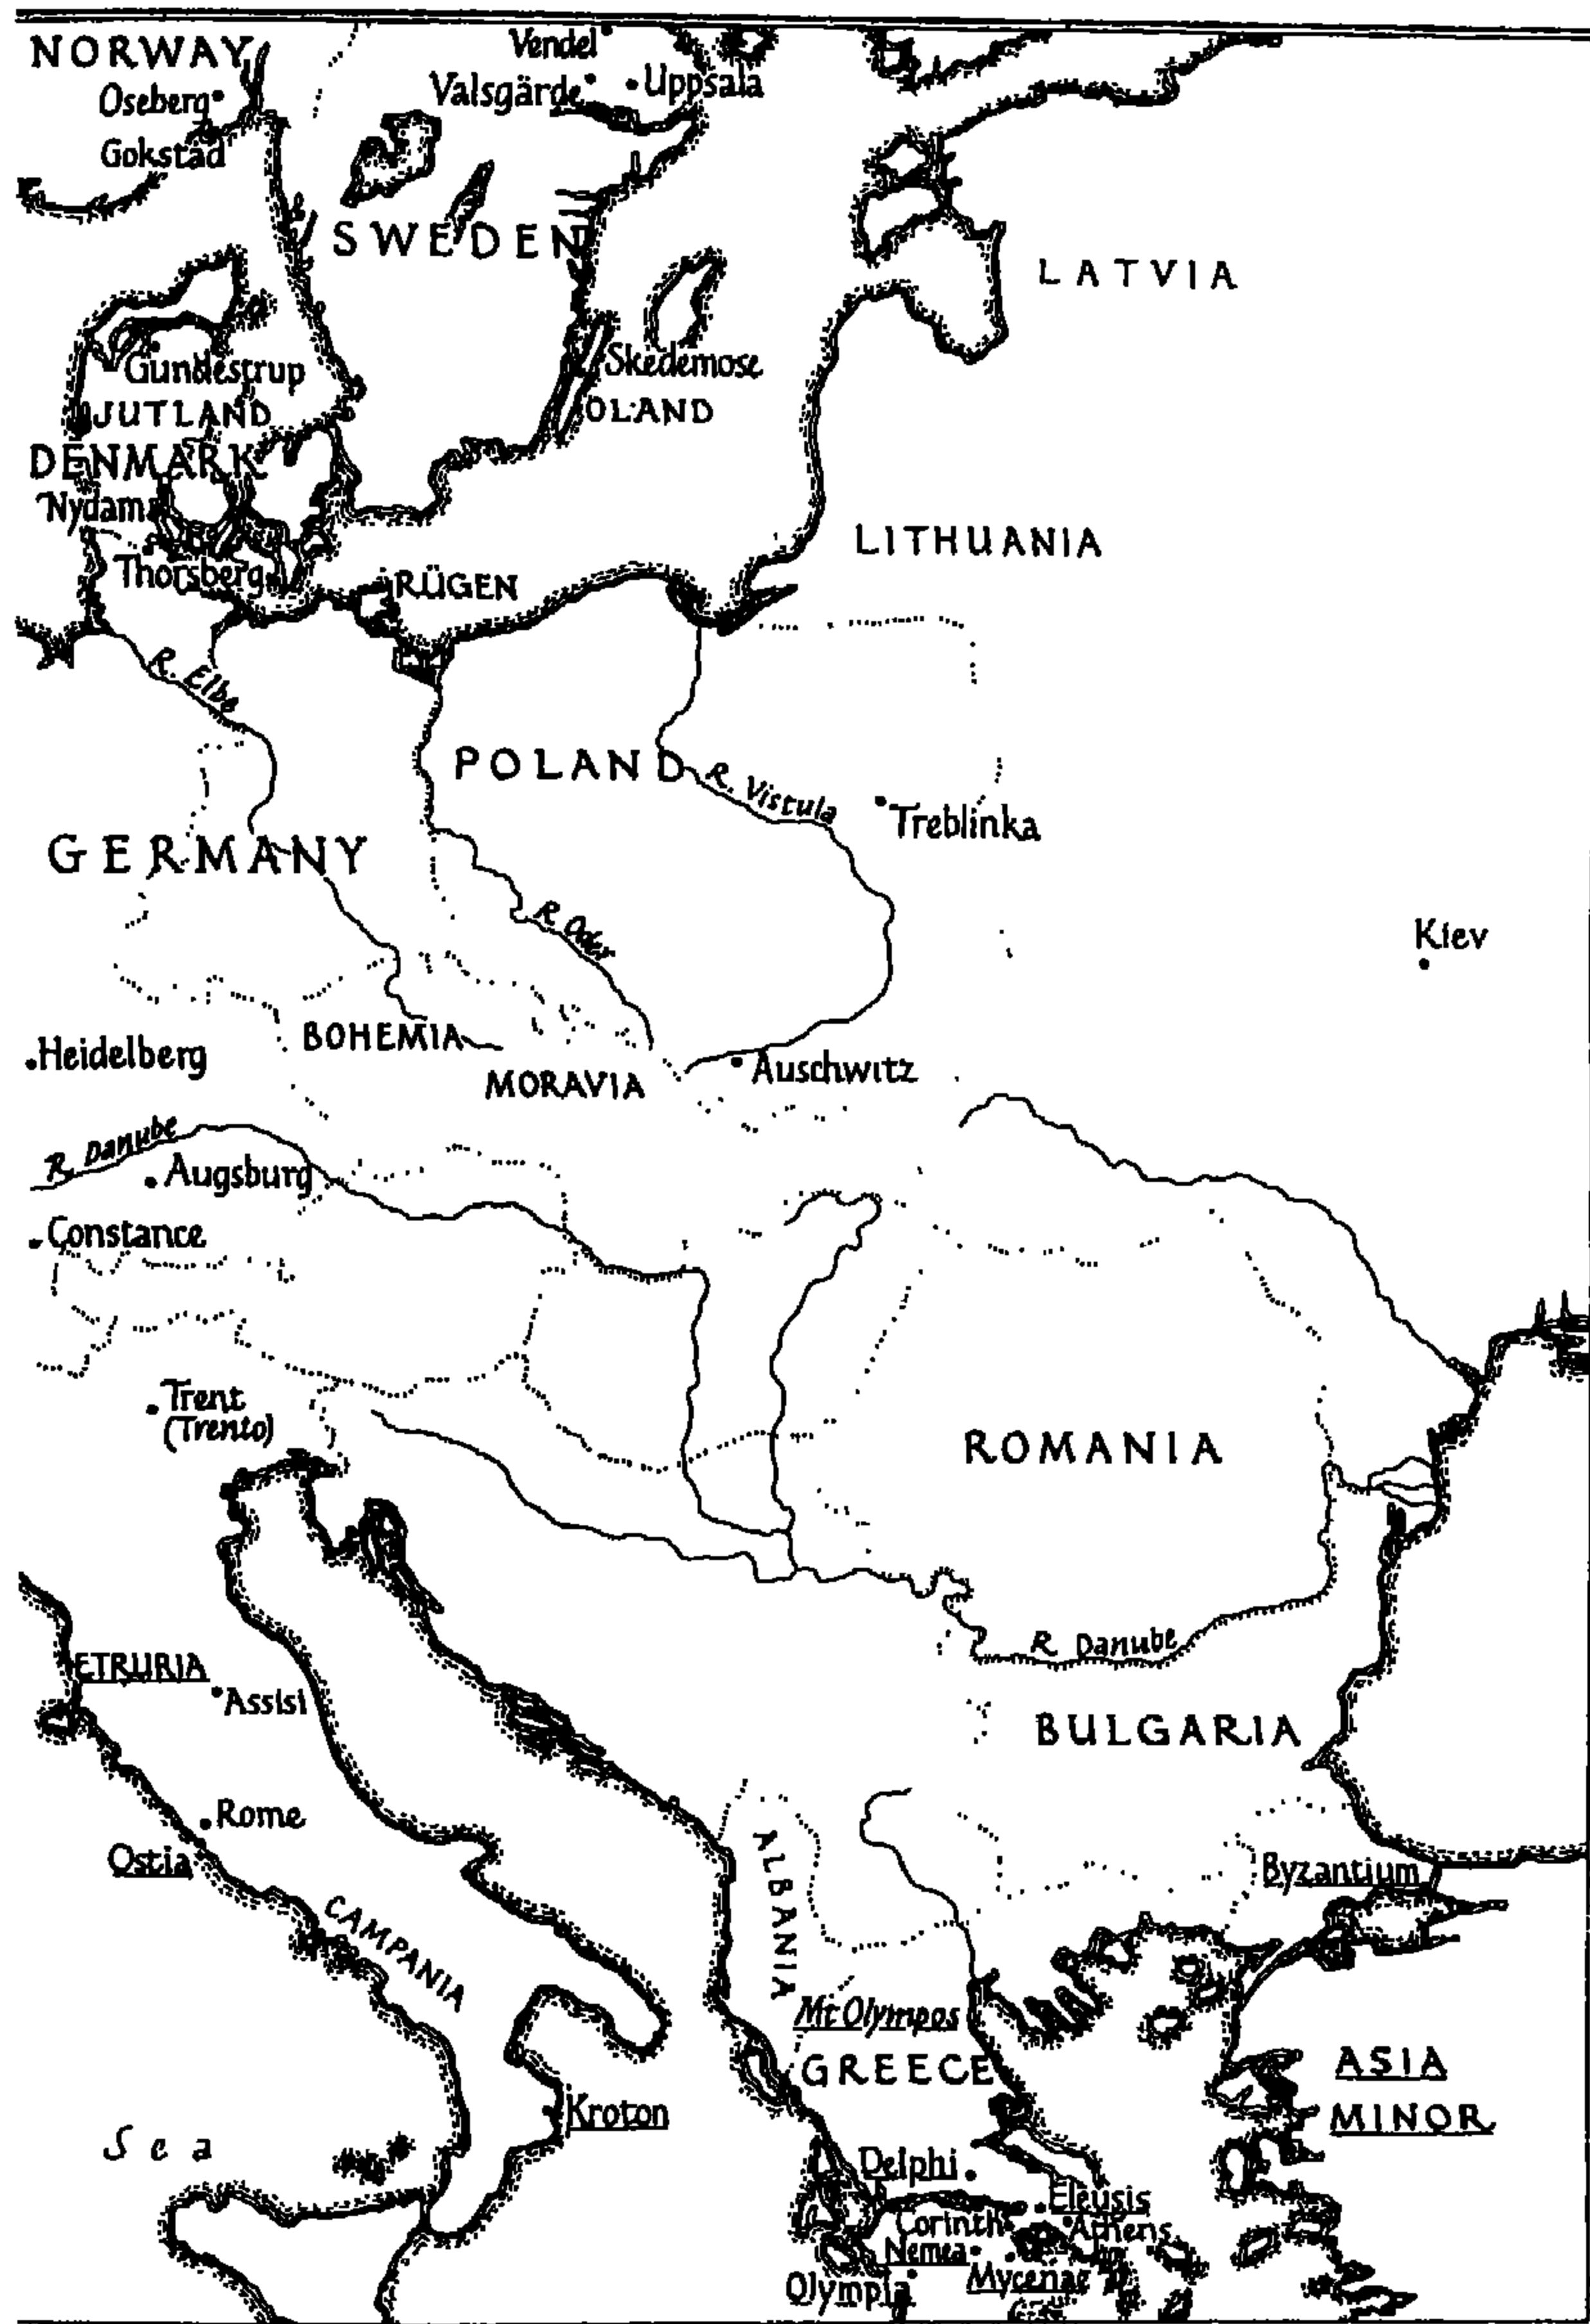 NORWAY
Vendel
Oseberg
Valsgärde
Uppsala
Gokstad
SWEDEN
LATVIA
Gundestrup
Skedemose
JUTLAND
OLAND
DENMARK
Nydam
LITHUANIA
Thorsberg
RÜGEN
R. Elbe
POLAND
R. Vistula
Treblinka
GERMANY
R Oder
Kiev
BOHEMIA
Heidelberg
Auschwitz
MORAVIA
R. Danube
Augsburg
Constance
Trent
(Trento)
ROMANIA
R Danube
ETRURIA
Assisi
BULGARIA
Rome
Ostia
ALBANIA
Byzantium
CAMPANIA
Mt Olympos
GREECE
ASIA
MINOR
Kroton
Sea
Delphi
Eleusis
Corinth
Athens
Nemea
Mycenae
Olympia